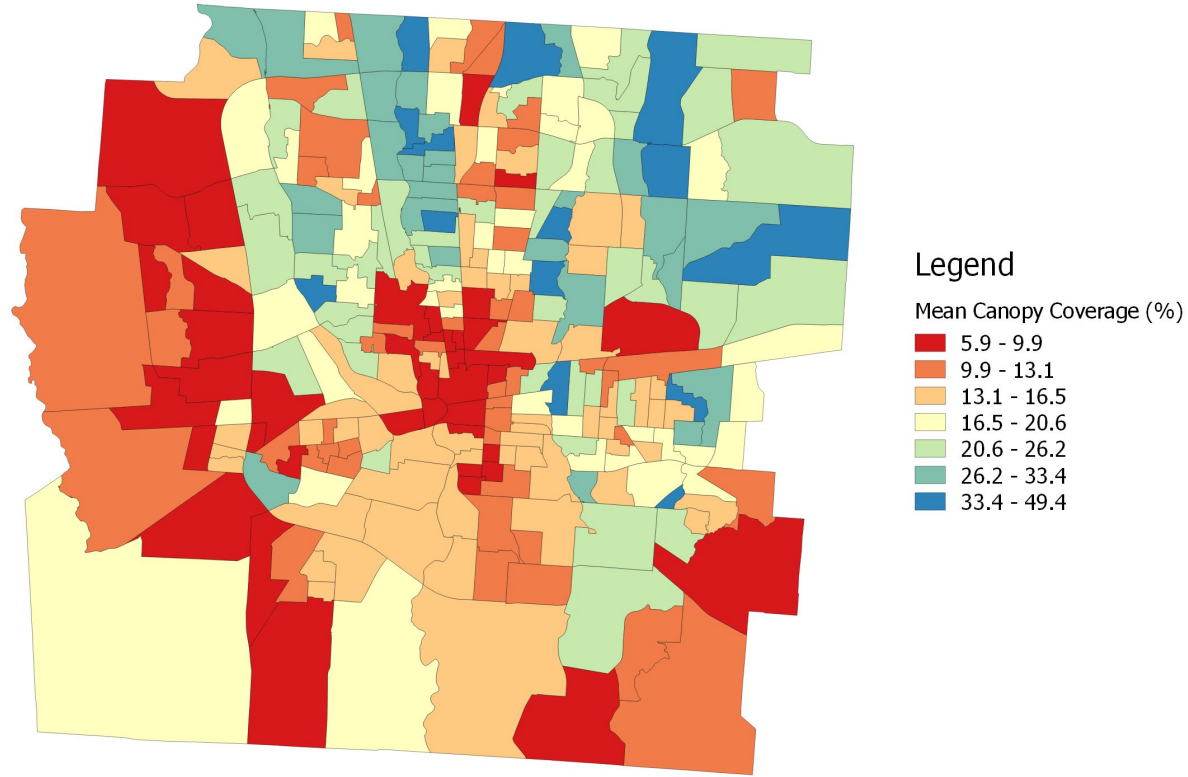 Legend
Mean Canopy Coverage (%)
5.9 - 9.9
9.9 - 13.1
13.1 - 16.5
16.5 - 20.6
20.6 - 26.2
26.2 - 33.4
33.4 - 49.4